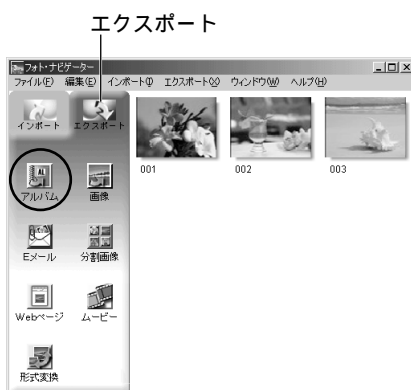 エクスポート
フォト・ナビゲーター
ファイル(F) 編集(E) インポート(I) エクスポート(X) ウィンドウ(W) ヘルプ(H)
インポート エクスポート
001 002 003
アルバム 画像
Eメール 分割画像
Webページ ムービー
形式変換